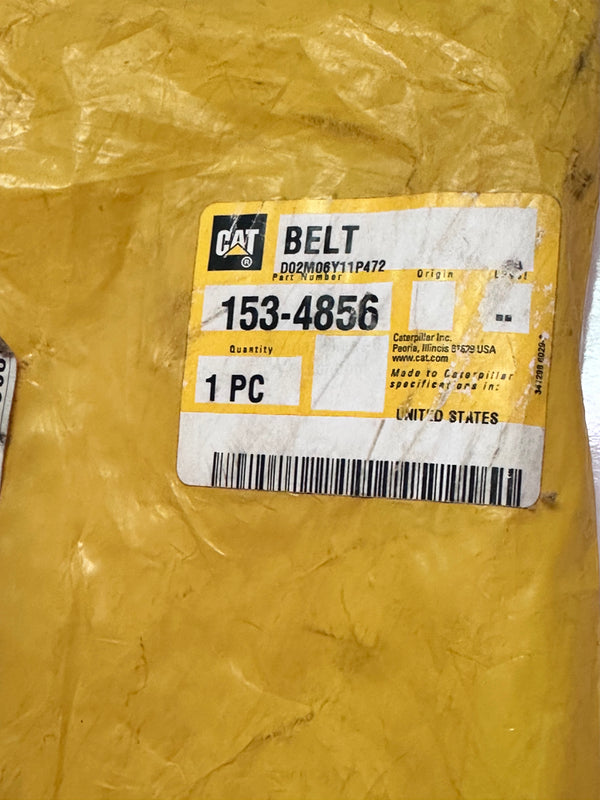 CAT
®
BELT
D02M06Y11P472
Part Number
Origin
153-4856
Quantity
1 PC
Caterpillar Inc.
Peoria, Illinois 61629 USA
www.cat.com
Made to Caterpillar
specifications in:
UNITED STATES